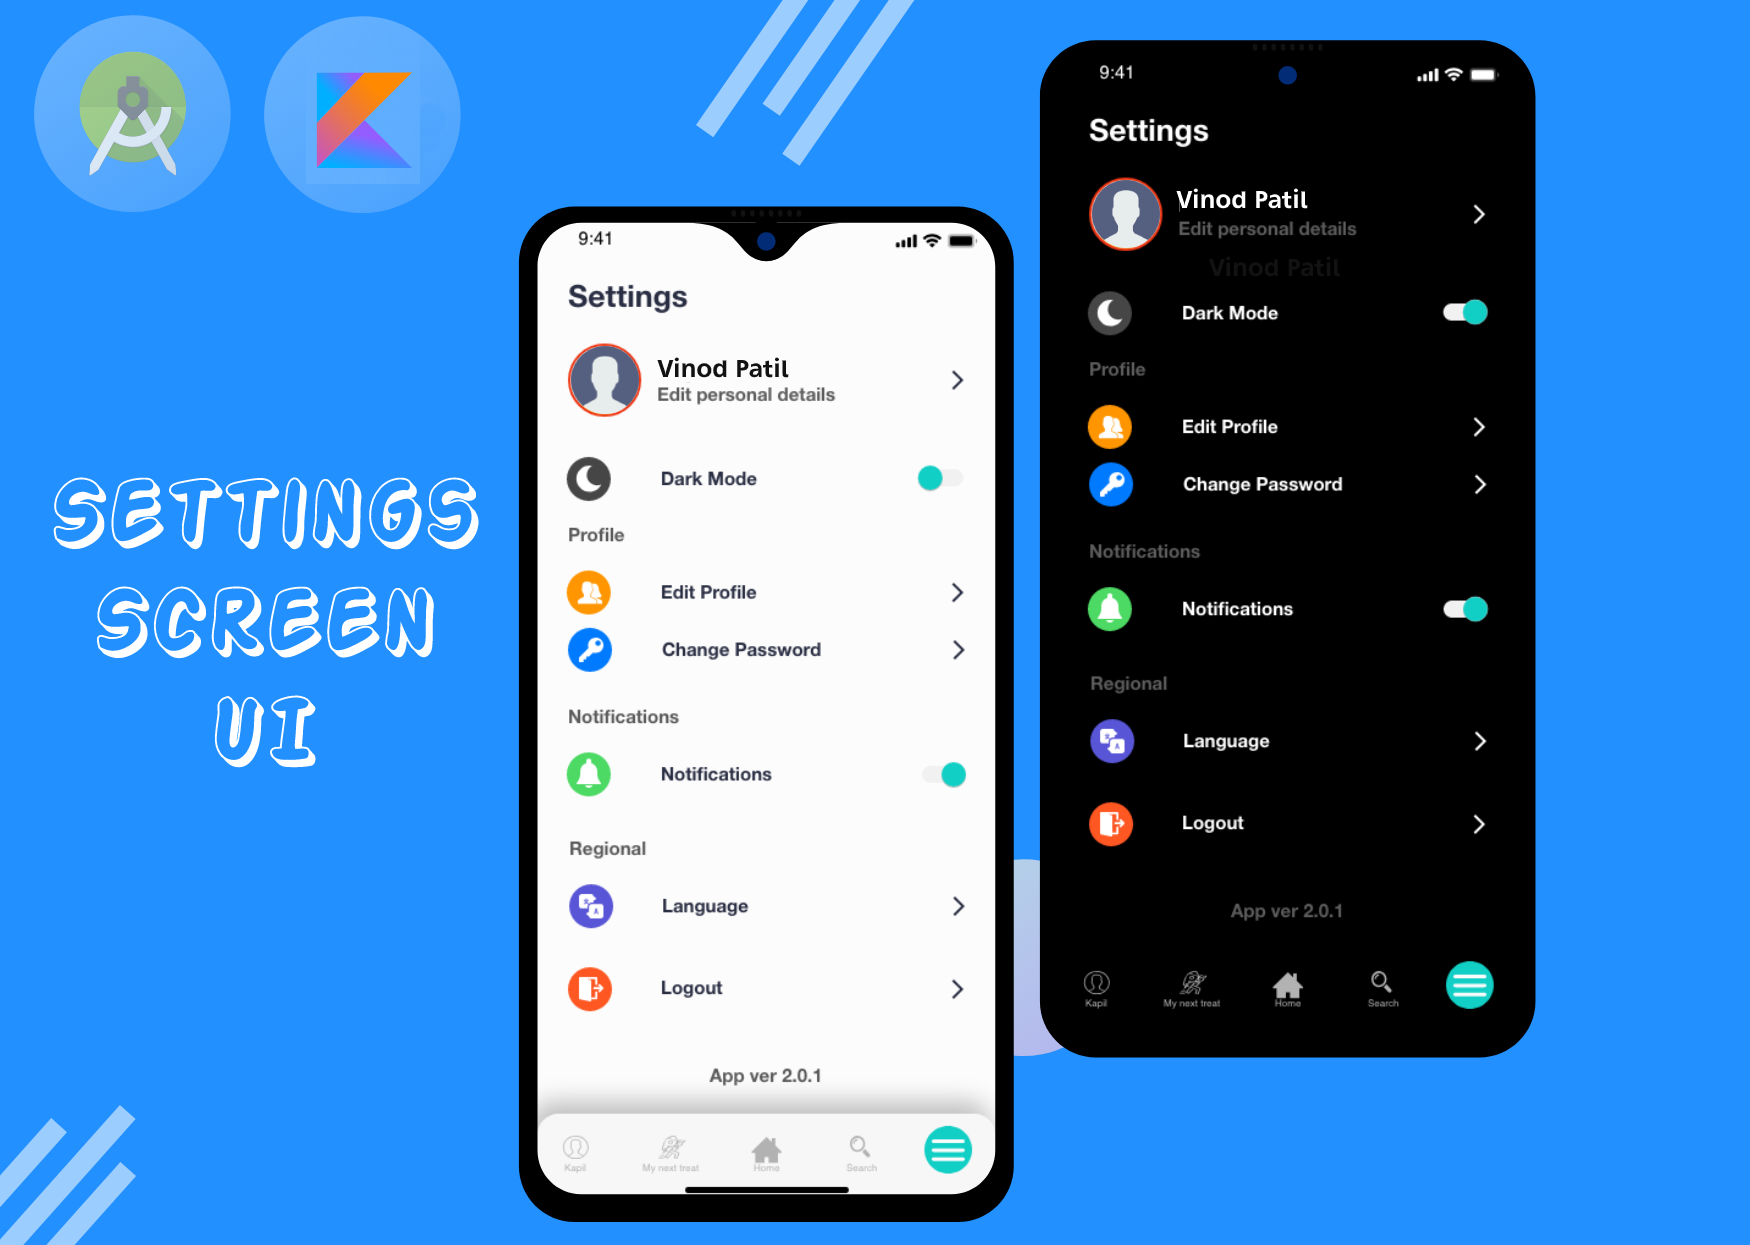 SETTINGS
SCREEN
UI
9:41
Settings
Vinod Patil
Edit personal details
Dark Mode
Profile
Edit Profile
Change Password
Notifications
Notifications
Regional
Language
Logout
App ver 2.0.1
Kapil
My next treat
Home
Search
9:41
Settings
Vinod Patil
Edit personal details
Vinod Patil
Dark Mode
Profile
Edit Profile
Change Password
Notifications
Notifications
Regional
Language
Logout
App ver 2.0.1
Kapil
My next treat
Home
Search